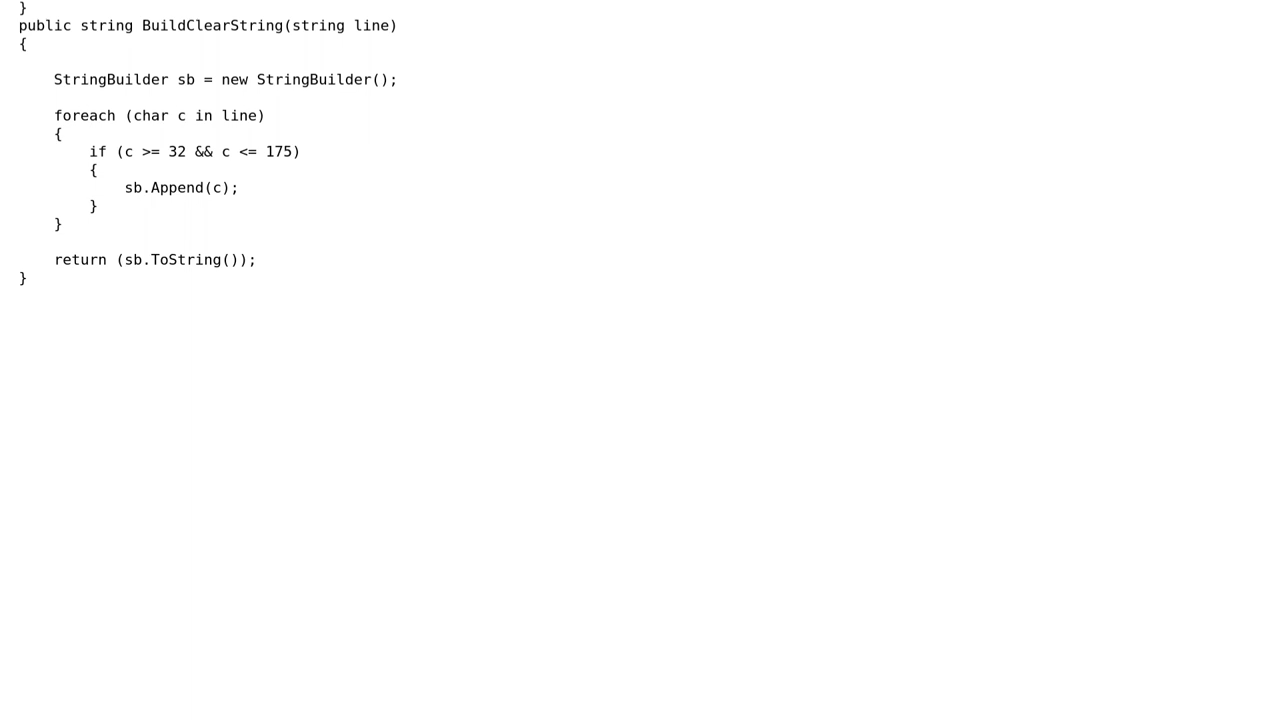 }
public string BuildClearString(string line)
{
    StringBuilder sb = new StringBuilder();
    foreach (char c in line)
    {
        if (c >= 32 && c <= 175)
        {
            sb.Append(c);
        }
    }
    return (sb.ToString());
}